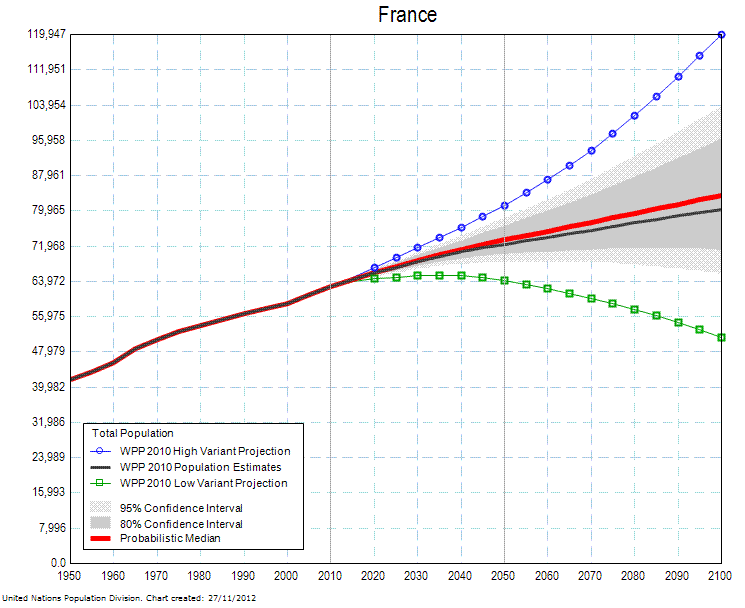 France
119,947
111,951
103,954
95,958
87,961
79,965
71,968
63,972
55,975
47,979
39,982
31,986
23,989
15,993
7,996
0.0
Total Population
WPP 2010 High Variant Projection
WPP 2010 Population Estimates
WPP 2010 Low Variant Projection
95% Confidence Interval
80% Confidence Interval
Probabilistic Median
1950 1960 1970 1980 1990 2000 2010 2020 2030 2040 2050 2060 2070 2080 2090 2100
United Nations Population Division. Chart created: 27/11/2012